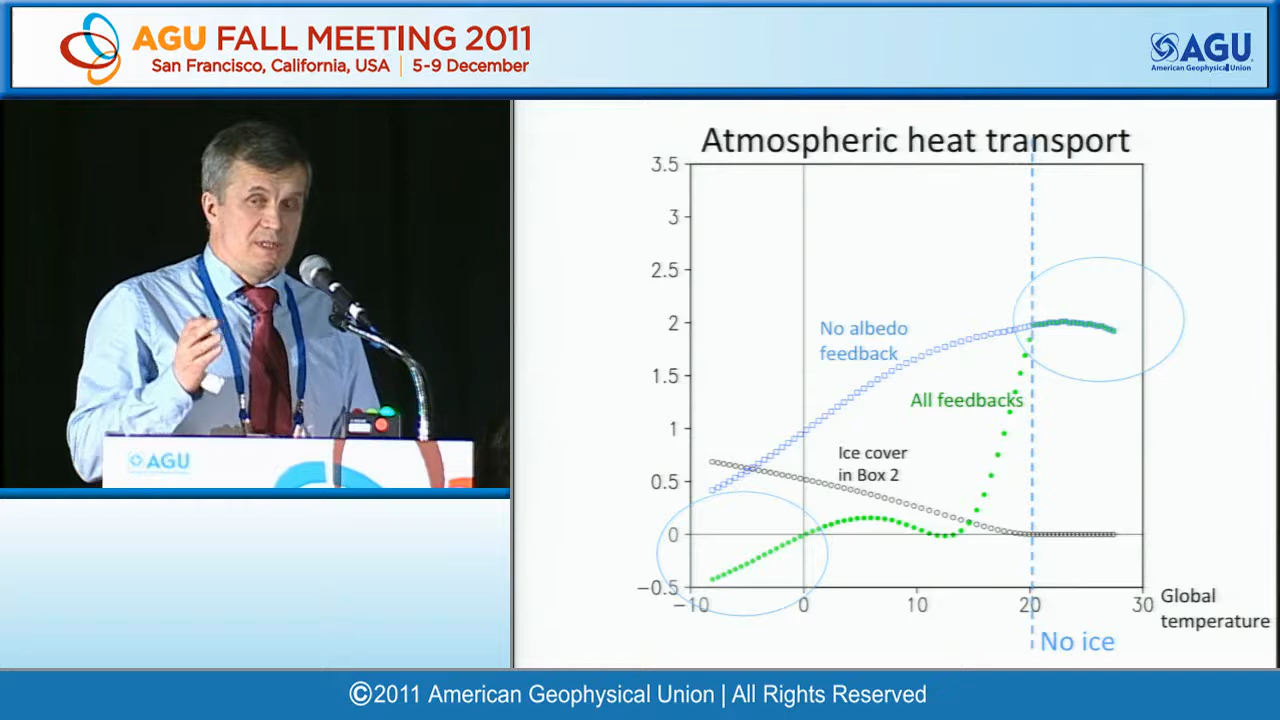 AGU FALL MEETING 2011
San Francisco, California, USA | 5-9 December
AGU
American Geophysical Union
AGU
Atmospheric heat transport
3.5
3
2.5
2
1.5
1
0.5
0
−0.5
No albedo
feedback
All feedbacks
Ice cover
in Box 2
−10
0
10
20
30
Global
temperature
No ice
©2011 American Geophysical Union | All Rights Reserved